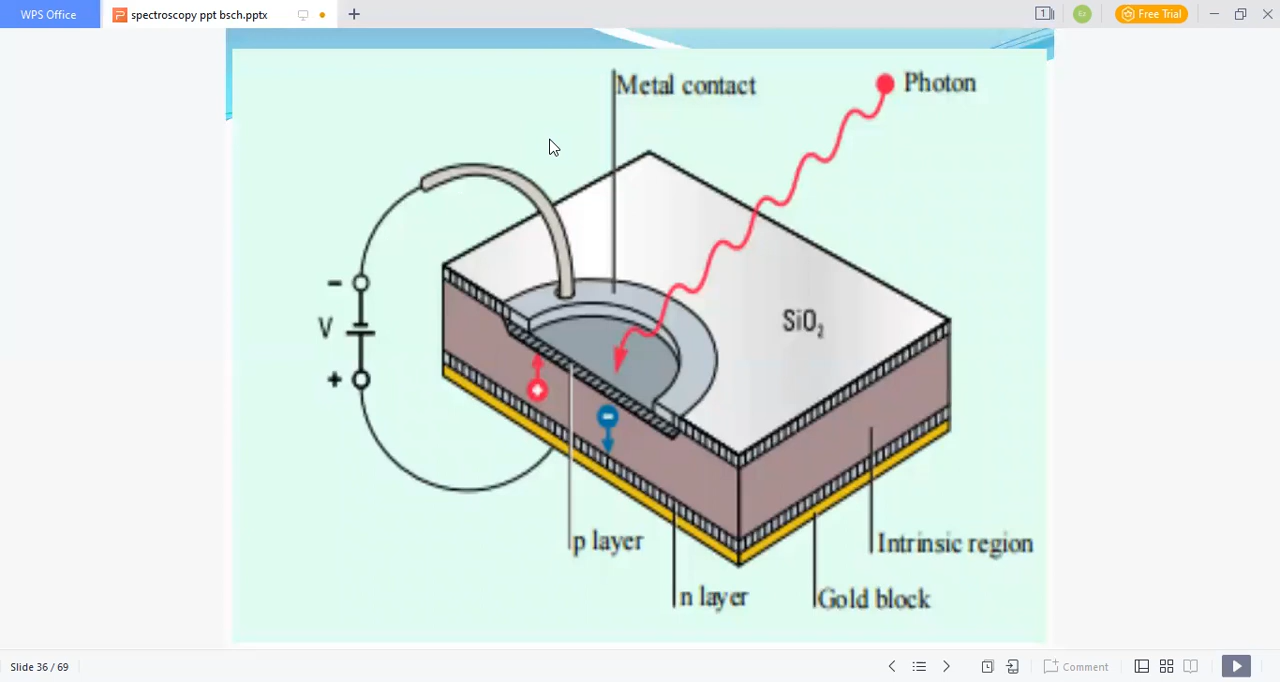 WPS Office
spectroscopy ppt bsch.pptx
1
Free Trial
Metal contact
Photon
-
V
SiO₂
+
+
-
p layer
Intrinsic region
n layer
Gold block
Slide 36 / 69
Comment